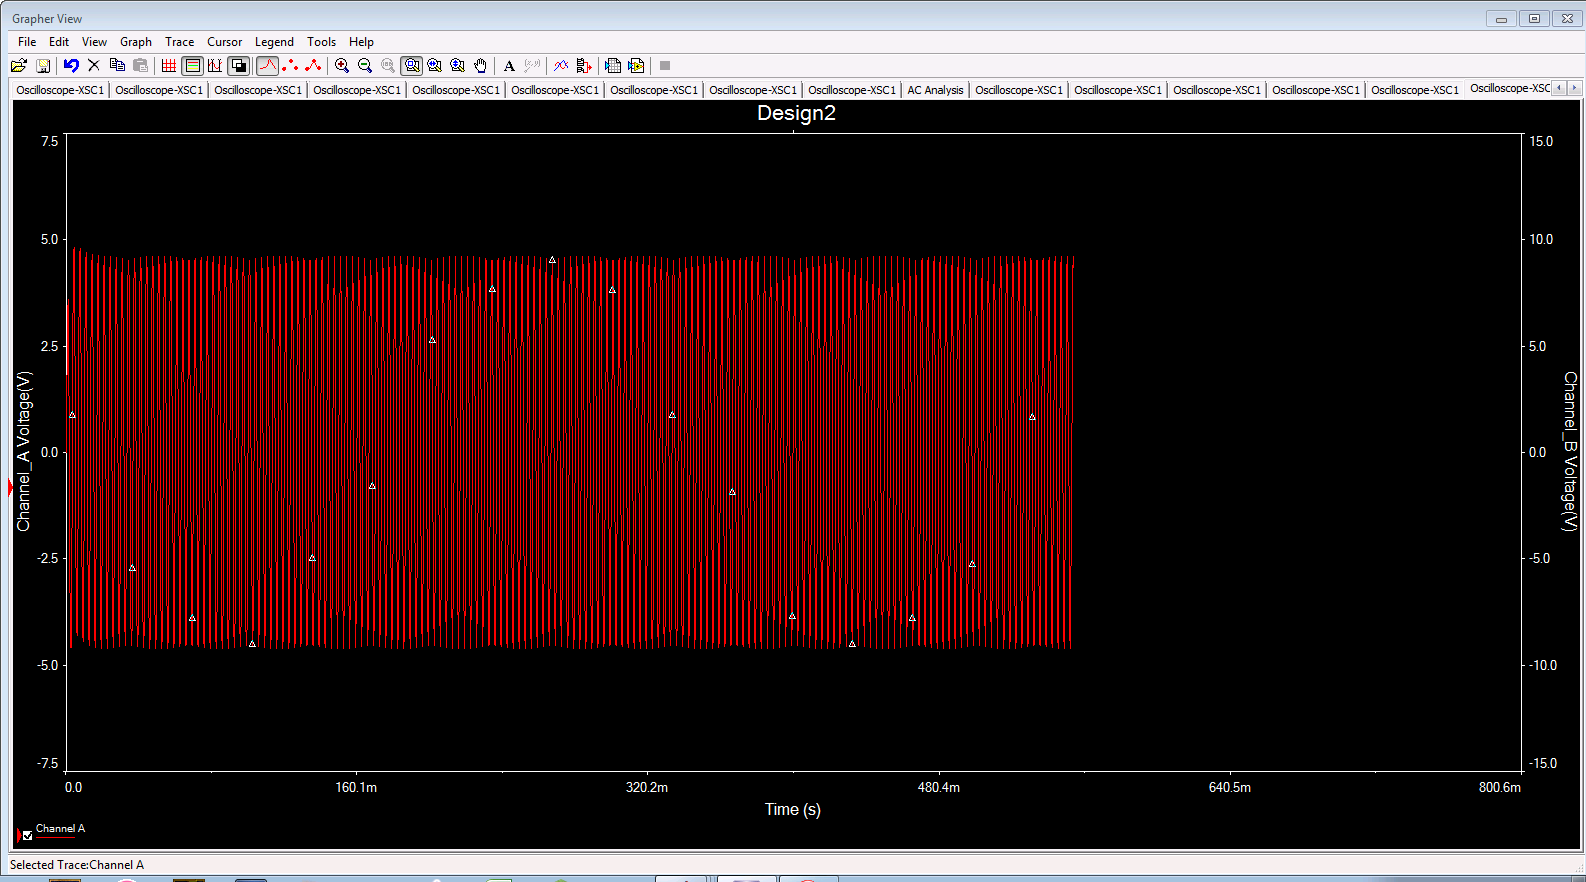 Grapher View
File Edit View Graph Trace Cursor Legend Tools Help
A
Oscilloscope-XSC1 Oscilloscope-XSC1 Oscilloscope-XSC1 Oscilloscope-XSC1 Oscilloscope-XSC1 Oscilloscope-XSC1 Oscilloscope-XSC1 Oscilloscope-XSC1 Oscilloscope-XSC1 AC Analysis Oscilloscope-XSC1 Oscilloscope-XSC1 Oscilloscope-XSC1 Oscilloscope-XSC1 Oscilloscope-XSC1 Oscilloscope-XSC
Design2
7.5 15.0
5.0 10.0
2.5 5.0
Channel_A Voltage(V)
Channel_B Voltage(V)
0.0 0.0
-2.5 -5.0
-5.0 -10.0
-7.5 -15.0
0.0 160.1m 320.2m 480.4m 640.5m 800.6m
Time (s)
Channel A
Selected Trace:Channel A